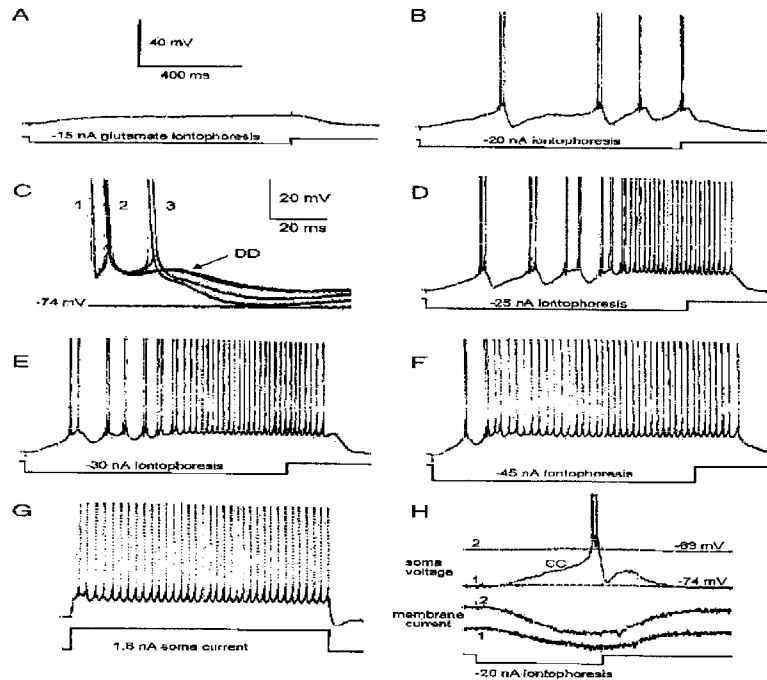 A
40 mV
400 ms
-15 nA glutamate iontophoresis
B
-20 nA iontophoresis
C
1
2
3
20 mV
20 ms
DD
-74 mV
D
-25 nA Iontophoresis
E
-30 nA Iontophoresis
F
-45 nA Iontophoresis
G
1.8 nA soma current
H
2
-69 mV
soma
voltage
CC
1
-74 mV
membrane
current
2
1
-20 nA Iontophoresis